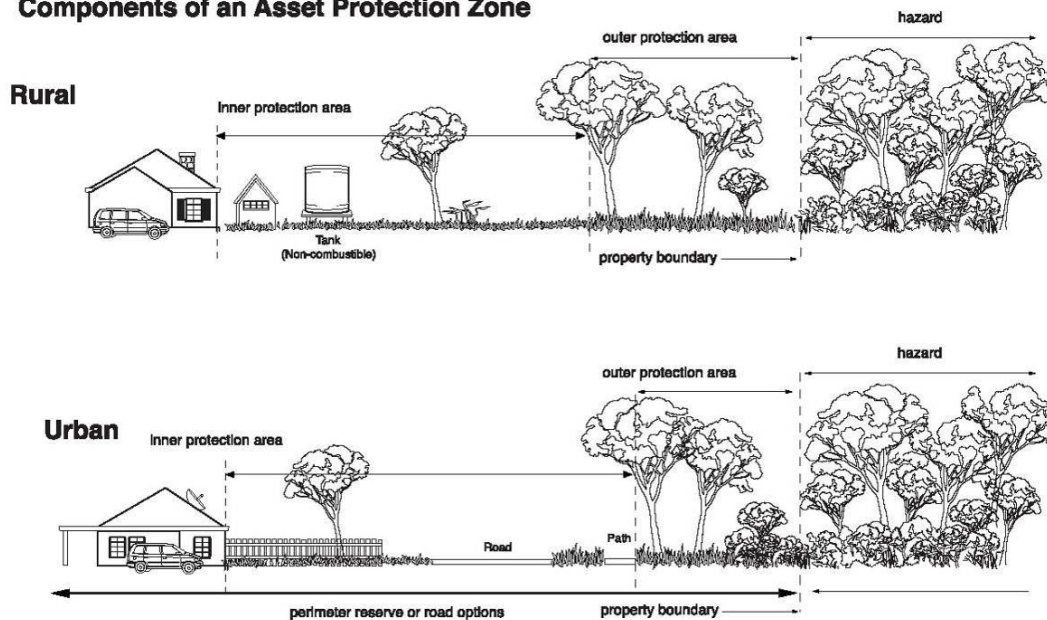 Components of an Asset Protection Zone
hazard
outer protection area
Rural
Inner protection area
Tank
(Non-combustible)
property boundary
hazard
outer protection area
Urban
Inner protection area
Road
Path
perimeter reserve or road options
property boundary